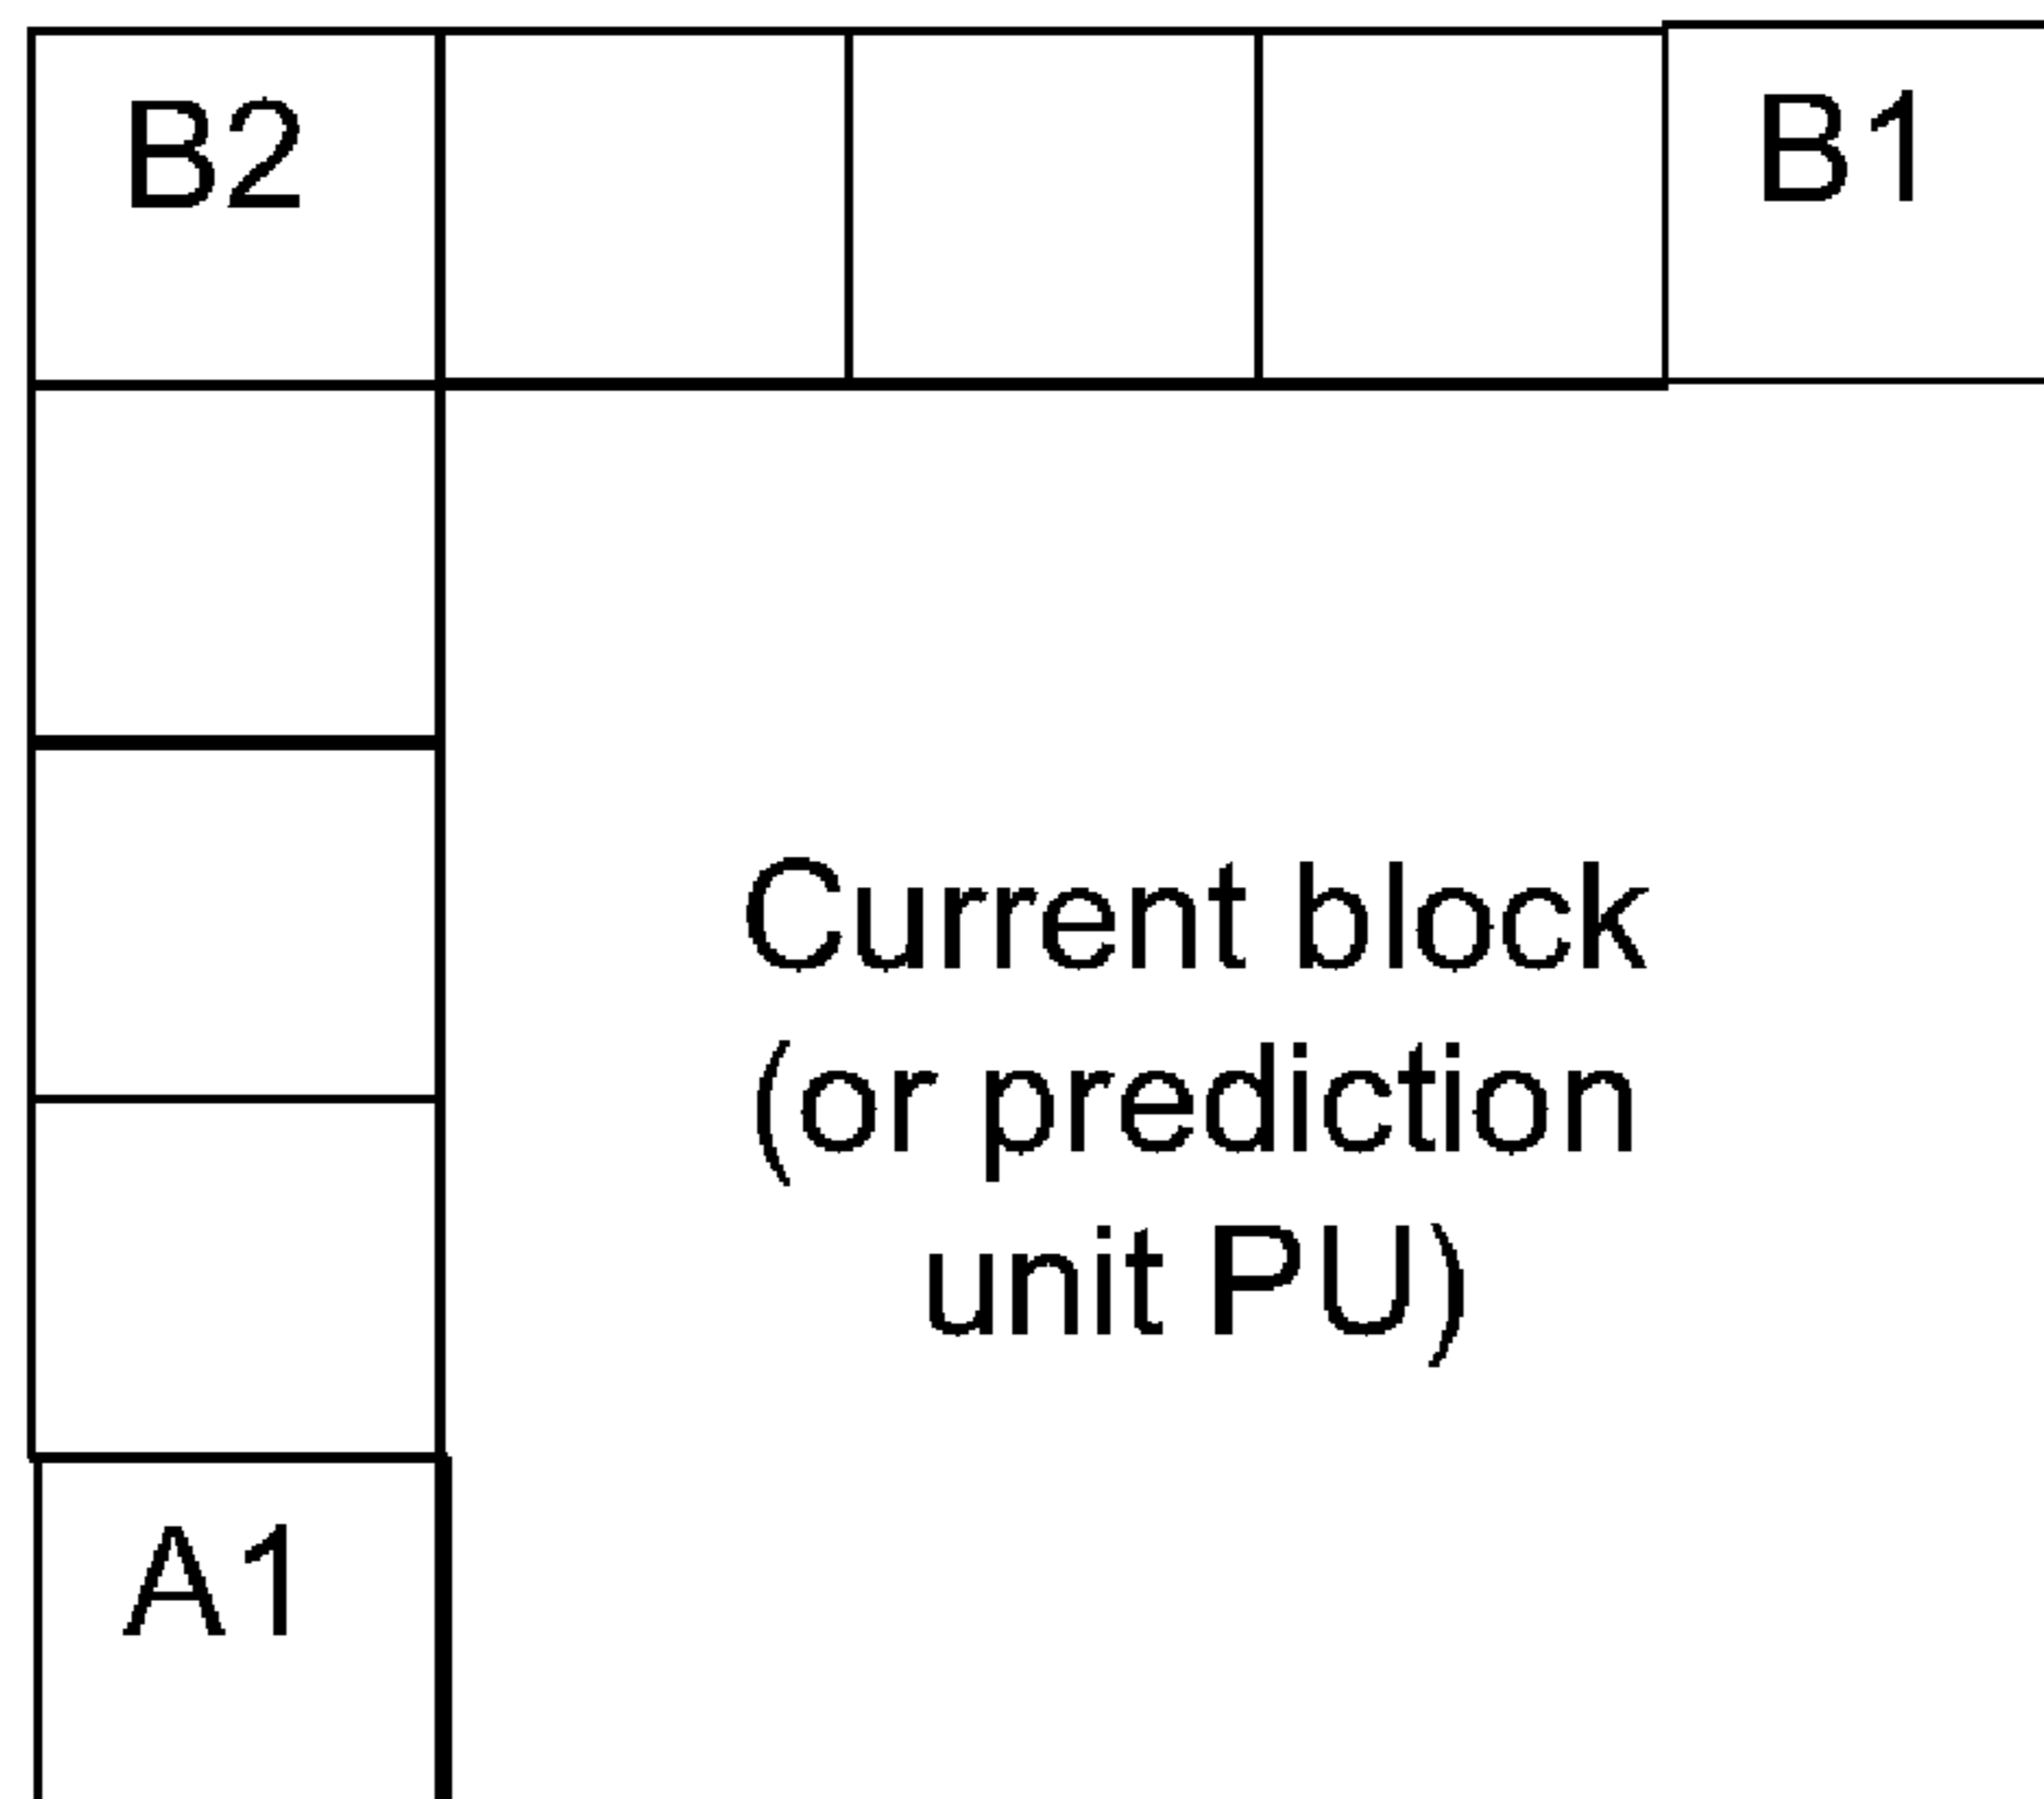 B2
B1
Current block
(or prediction
unit PU)
A1